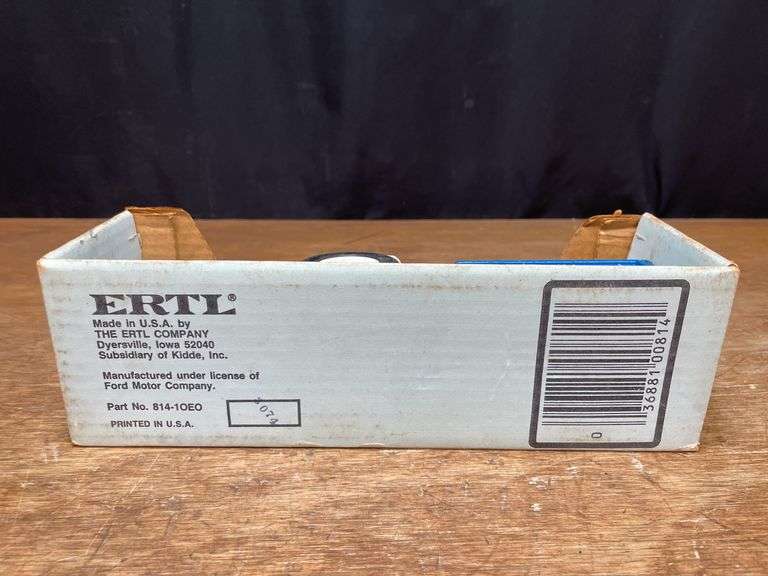 ERTL®
Made in U.S.A. by
THE ERTL COMPANY
Dyersville, Iowa 52040
Subsidiary of Kidde, Inc.
Manufactured under license of
Ford Motor Company.
Part No. 814-1OEO
PRINTED IN U.S.A.
36881 00814
0